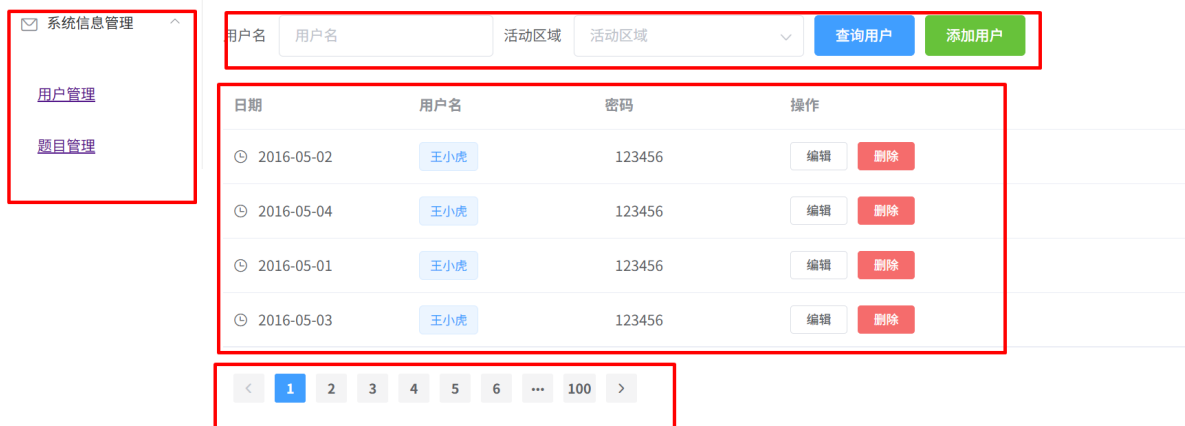 系统信息管理
用户管理
题目管理
用户名 用户名 活动区域 活动区域 查询用户 添加用户
日期 用户名 密码 操作
2016-05-02 王小虎 123456 编辑 删除
2016-05-04 王小虎 123456 编辑 删除
2016-05-01 王小虎 123456 编辑 删除
2016-05-03 王小虎 123456 编辑 删除
< 1 2 3 4 5 6 ··· 100 >